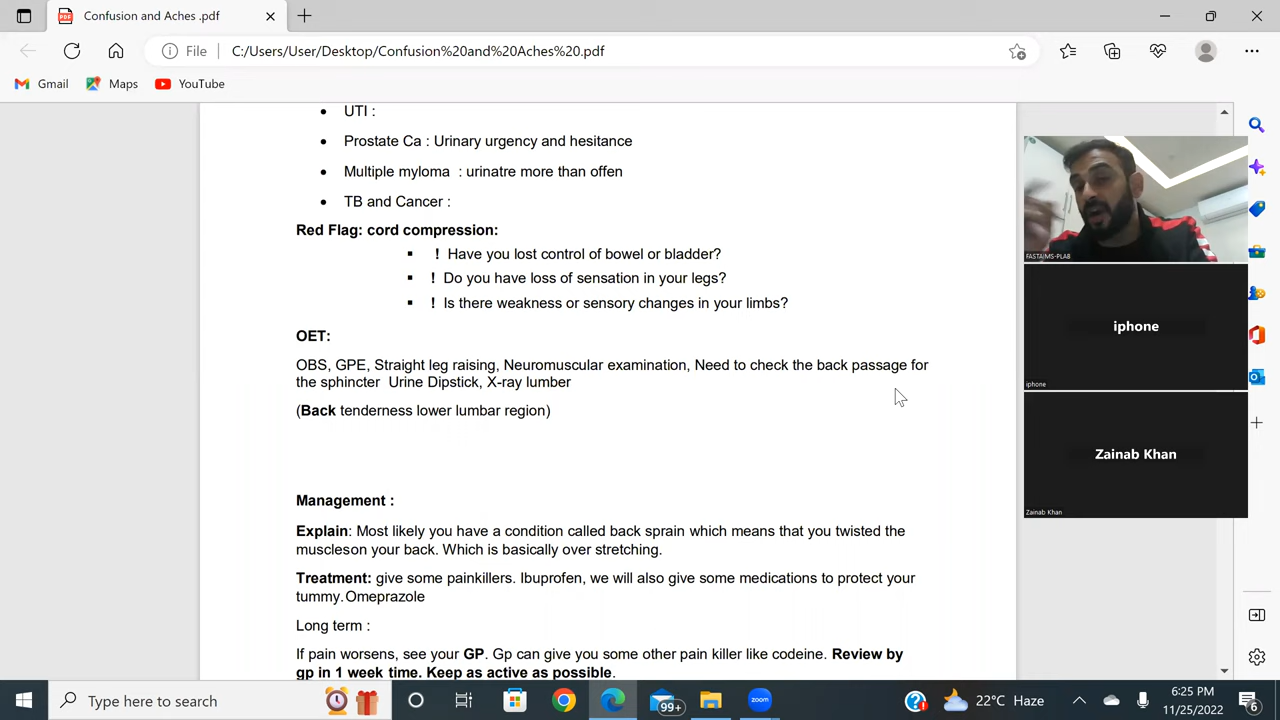 Confusion and Aches .pdf
File
C:/Users/User/Desktop/Confusion%20and%20Aches%20.pdf
Gmail
Maps
YouTube
• UTI :
• Prostate Ca : Urinary urgency and hesitance
• Multiple myloma : urinatre more than offen
• TB and Cancer :
Red Flag: cord compression:
▪ ! Have you lost control of bowel or bladder?
▪ ! Do you have loss of sensation in your legs?
▪ ! Is there weakness or sensory changes in your limbs?
OET:
OBS, GPE, Straight leg raising, Neuromuscular examination, Need to check the back passage for
the sphincter Urine Dipstick, X-ray lumber
(Back tenderness lower lumbar region)
Management :
Explain: Most likely you have a condition called back sprain which means that you twisted the
muscleson your back. Which is basically over stretching.
Treatment: give some painkillers. Ibuprofen, we will also give some medications to protect your
tummy.Omeprazole
Long term :
If pain worsens, see your GP. Gp can give you some other pain killer like codeine. Review by
gp in 1 week time. Keep as active as possible.
FASTAIMS-PLAB
iphone
iphone
Zainab Khan
Zainab Khan
Type here to search
99+
zoom
22°C Haze
6:25 PM
11/25/2022
6